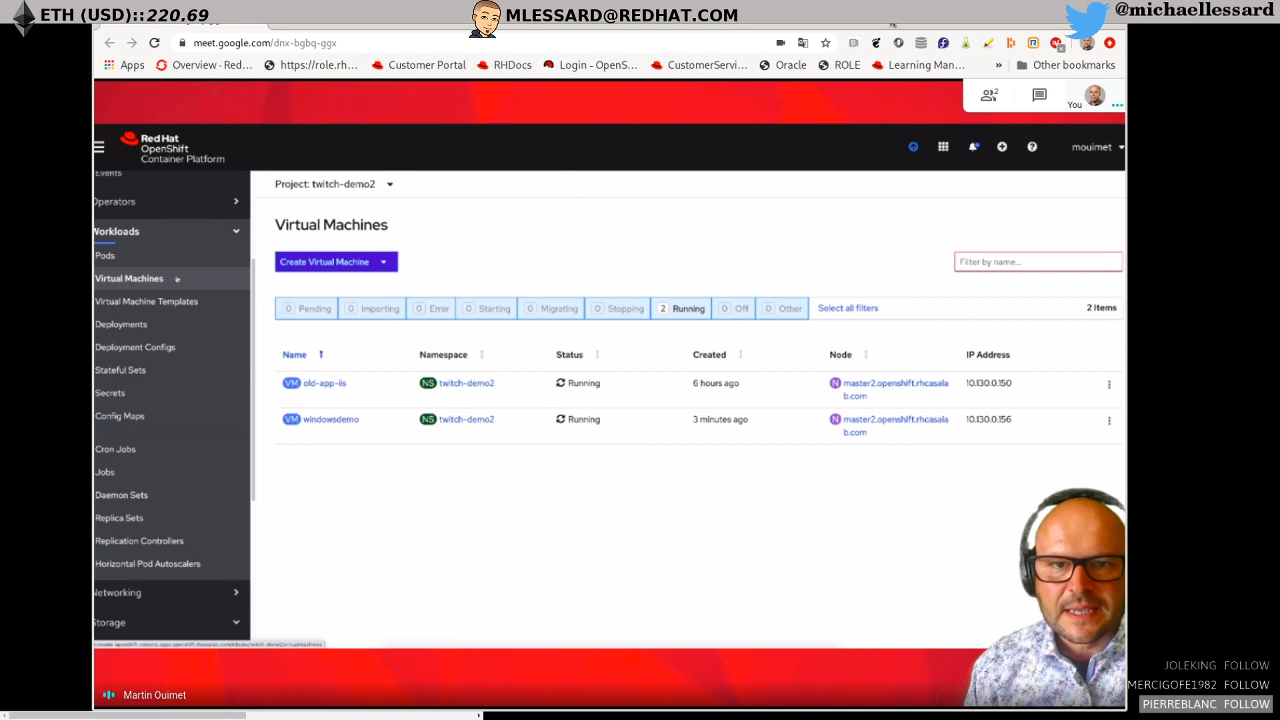 ETH (USD)::220.69
MLESSARD@REDHAT.COM
@michaellessard
meet.google.com/dnx-bgbq-ggx
Apps
Overview - Red...
https://role.rh...
Customer Portal
RHDocs
Login - OpenS...
CustomerServi...
Oracle
ROLE
Learning Man...
»
Other bookmarks
2
You
Red Hat
OpenShift
Container Platform
mouimet
Events
Operators
Workloads
Pods
Virtual Machines
Virtual Machine Templates
Deployments
Deployment Configs
Stateful Sets
Secrets
Config Maps
Cron Jobs
Jobs
Daemon Sets
Replica Sets
Replication Controllers
Horizontal Pod Autoscalers
Networking
Storage
Project: twitch-demo2
Virtual Machines
Create Virtual Machine
Filter by name...
0 Pending 0 Importing 0 Error 0 Starting 0 Migrating 0 Stopping 2 Running 0 Off 0 Other Select all filters 2 Items
Name Namespace Status Created Node IP Address
VM old-app-iis NS twitch-demo2 Running 6 hours ago N master2.openshift.rhcasala 10.130.0.150
b.com
VM windowsdemo NS twitch-demo2 Running 3 minutes ago N master2.openshift.rhcasala 10.130.0.156
b.com
Martin Ouimet
JOLEKING FOLLOW
MERCIGOFE1982 FOLLOW
PIERREBLANC FOLLOW